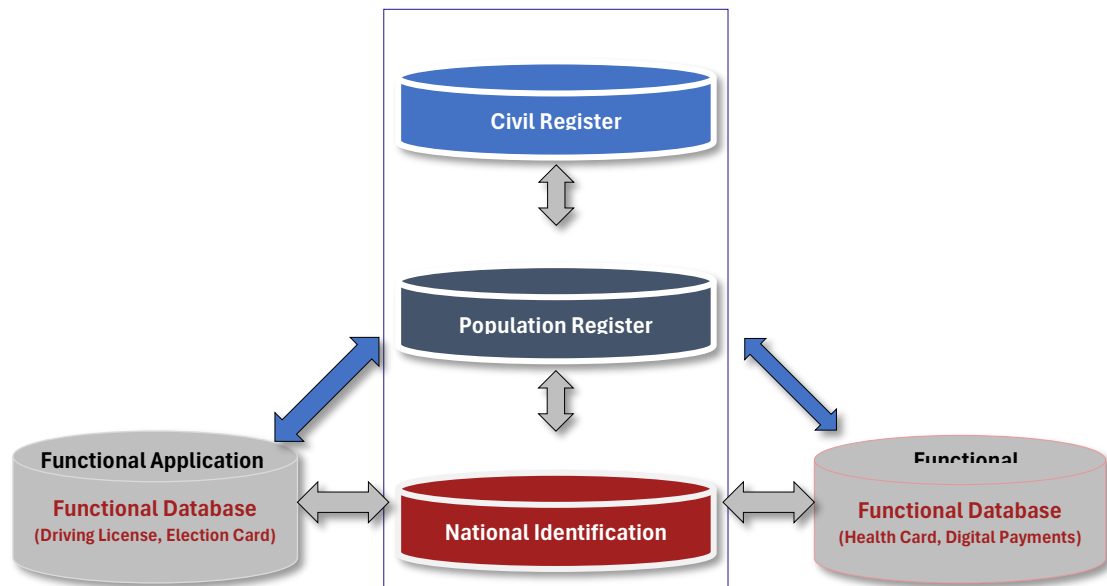 Civil Register
Population Register
Functional Application
Functional Database
(Driving License, Election Card)
National Identification
Functional
Functional Database
(Health Card, Digital Payments)